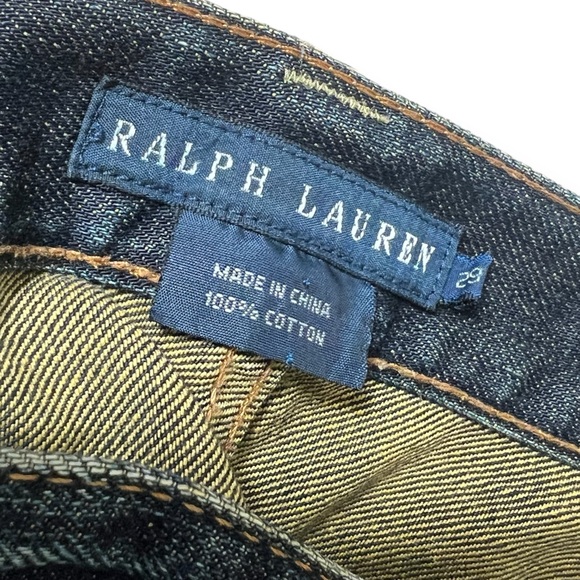 RALPH LAUREN
29
MADE IN CHINA
100% COTTON